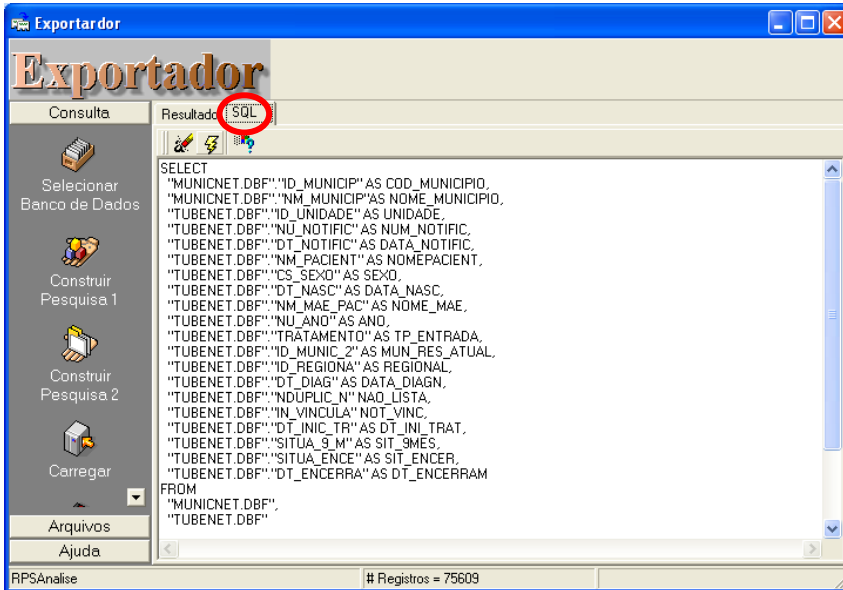 Exportardor
Exportador
Consulta
Selecionar
Banco de Dados
Construir
Pesquisa 1
Construir
Pesquisa 2
Carregar
Arquivos
Ajuda
Resultado SQL
SELECT
"MUNICNET.DBF"."ID_MUNICIP" AS COD_MUNICIPIO,
"MUNICNET.DBF"."NM_MUNICIP"AS NOME_MUNICIPIO,
"TUBENET.DBF"."ID_UNIDADE" AS UNIDADE,
"TUBENET.DBF"."NU_NOTIFIC" AS NUM_NOTIFIC,
"TUBENET.DBF"."DT_NOTIFIC" AS DATA_NOTIFIC,
"TUBENET.DBF"."NM_PACIENT" AS NOMEPACIENT,
"TUBENET.DBF"."CS_SEXO" AS SEXO,
"TUBENET.DBF"."DT_NASC" AS DATA_NASC,
"TUBENET.DBF"."NM_MAE_PAC" AS NOME_MAE,
"TUBENET.DBF"."NU_ANO" AS ANO,
"TUBENET.DBF"."TRATAMENTO" AS TP_ENTRADA,
"TUBENET.DBF"."ID_MUNIC_2" AS MUN_RES_ATUAL,
"TUBENET.DBF"."ID_REGIONA" AS REGIONAL,
"TUBENET.DBF"."DT_DIAG" AS DATA_DIAGN,
"TUBENET.DBF"."NDUPLIC_N" NAO_LISTA,
"TUBENET.DBF"."IN_VINCULA" NOT_VINC,
"TUBENET.DBF"."DT_INIC_TR" AS DT_INI_TRAT,
"TUBENET.DBF"."SITUA_9_M" AS SIT_9MES,
"TUBENET.DBF"."SITUA_ENCE" AS SIT_ENCER,
"TUBENET.DBF"."DT_ENCERRA" AS DT_ENCERRAM
FROM
"MUNICNET.DBF",
"TUBENET.DBF"
RPSAnalise # Registros = 75609